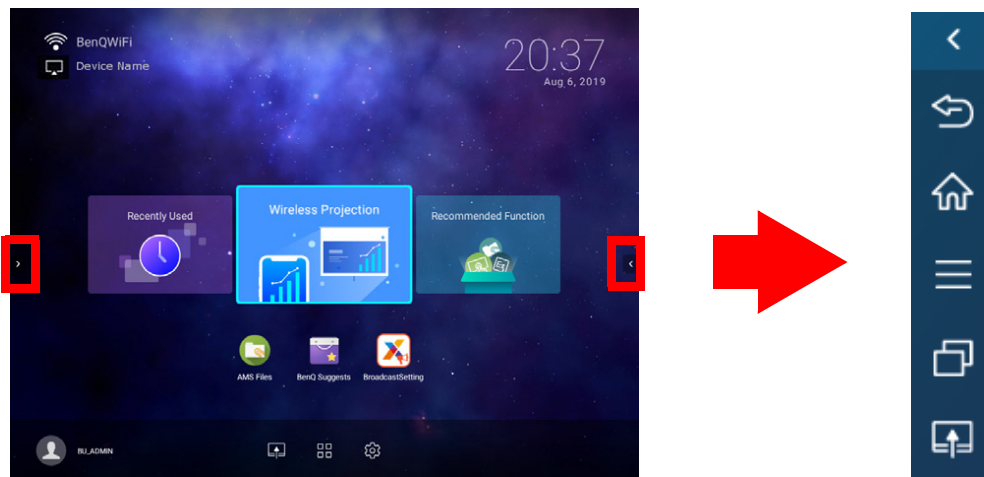 BenQWiFi
Device Name
20:37
Aug 6, 2019
Recently Used
Wireless Projection
Recommended Function
AMS Files
BenQ Suggests
BroadcastSetting
BU_ADMIN